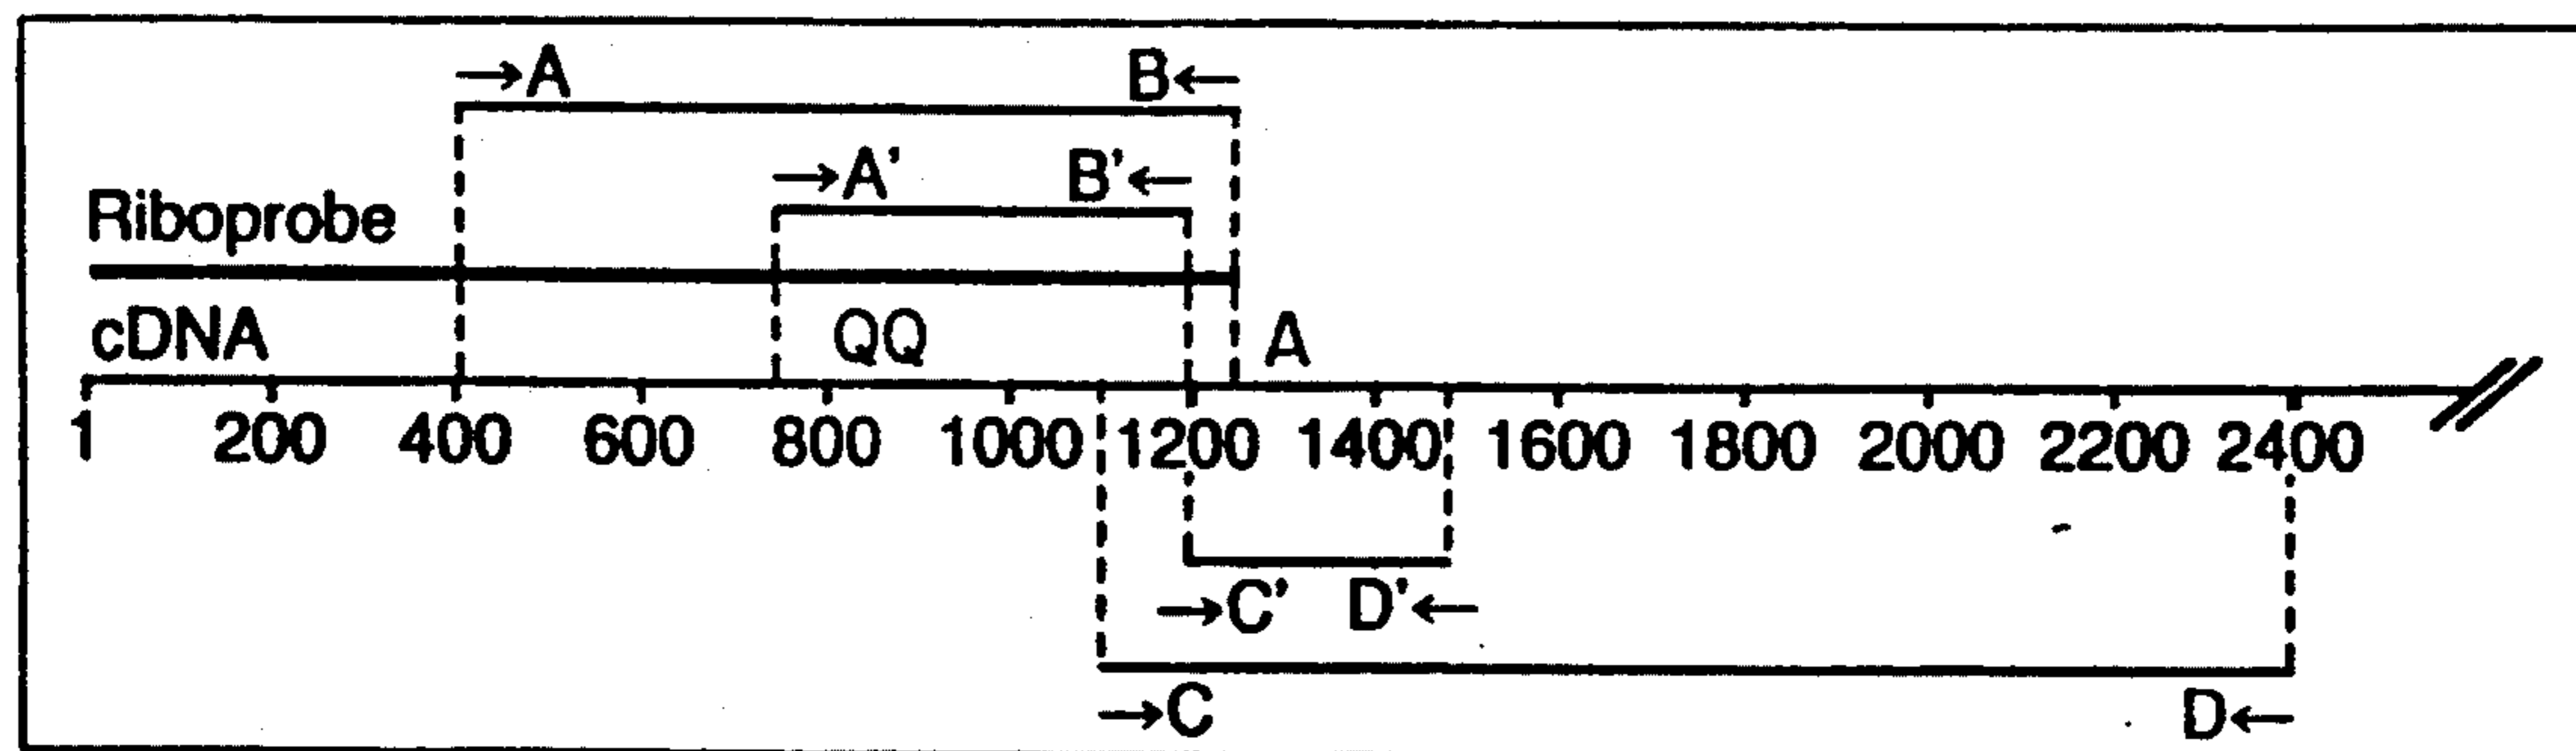 →A B←
→A' B'←
Riboprobe
cDNA QQ A
1 200 400 600 800 1000 1200 1400 1600 1800 2000 2200 2400
→C' D'←
→C D←